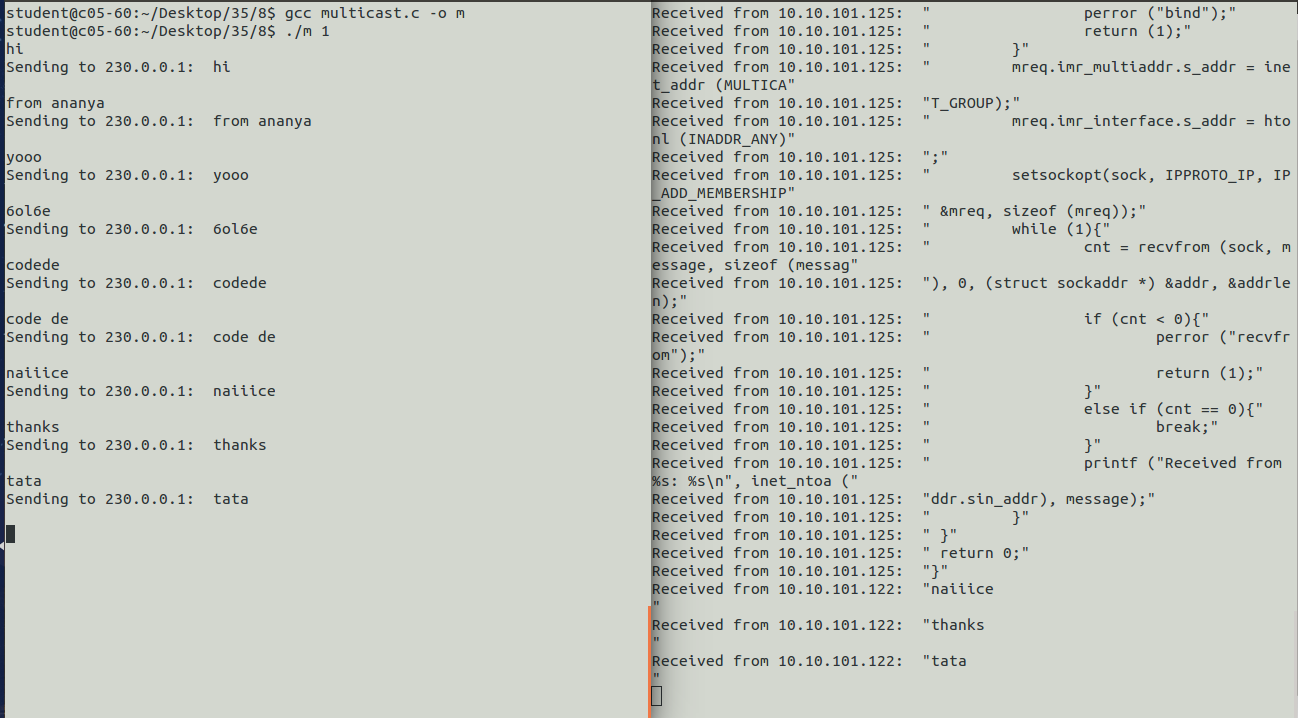 student@c05-60:~/Desktop/35/8$ gcc multicast.c -o m
student@c05-60:~/Desktop/35/8$ ./m 1
hi
Sending to 230.0.0.1:  hi

from ananya
Sending to 230.0.0.1:  from ananya

yooo
Sending to 230.0.0.1:  yooo

6ol6e
Sending to 230.0.0.1:  6ol6e

codede
Sending to 230.0.0.1:  codede

code de
Sending to 230.0.0.1:  code de

naiiice
Sending to 230.0.0.1:  naiiice

thanks
Sending to 230.0.0.1:  thanks

tata
Sending to 230.0.0.1:  tata

Received from 10.10.101.125:  "                 perror ("bind");"
Received from 10.10.101.125:  "                 return (1);"
Received from 10.10.101.125:  "         }"
Received from 10.10.101.125:  "         mreq.imr_multiaddr.s_addr = ine
t_addr (MULTICA"
Received from 10.10.101.125:  "T_GROUP);"
Received from 10.10.101.125:  "         mreq.imr_interface.s_addr = hto
nl (INADDR_ANY)"
Received from 10.10.101.125:  ";"
Received from 10.10.101.125:  "         setsockopt(sock, IPPROTO_IP, IP
_ADD_MEMBERSHIP"
Received from 10.10.101.125:  " &mreq, sizeof (mreq));"
Received from 10.10.101.125:  "         while (1){"
Received from 10.10.101.125:  "                 cnt = recvfrom (sock, m
essage, sizeof (messag"
Received from 10.10.101.125:  "), 0, (struct sockaddr *) &addr, &addrle
n);"
Received from 10.10.101.125:  "                 if (cnt < 0){"
Received from 10.10.101.125:  "                         perror ("recvfr
om");"
Received from 10.10.101.125:  "                         return (1);"
Received from 10.10.101.125:  "                 }"
Received from 10.10.101.125:  "                 else if (cnt == 0){"
Received from 10.10.101.125:  "                         break;"
Received from 10.10.101.125:  "                 }"
Received from 10.10.101.125:  "                 printf ("Received from
%s: %s\n", inet_ntoa ("
Received from 10.10.101.125:  "ddr.sin_addr), message);"
Received from 10.10.101.125:  "         }"
Received from 10.10.101.125:  " }"
Received from 10.10.101.125:  " return 0;"
Received from 10.10.101.125:  "}"
Received from 10.10.101.122:  "naiiice
"
Received from 10.10.101.122:  "thanks
"
Received from 10.10.101.122:  "tata
"